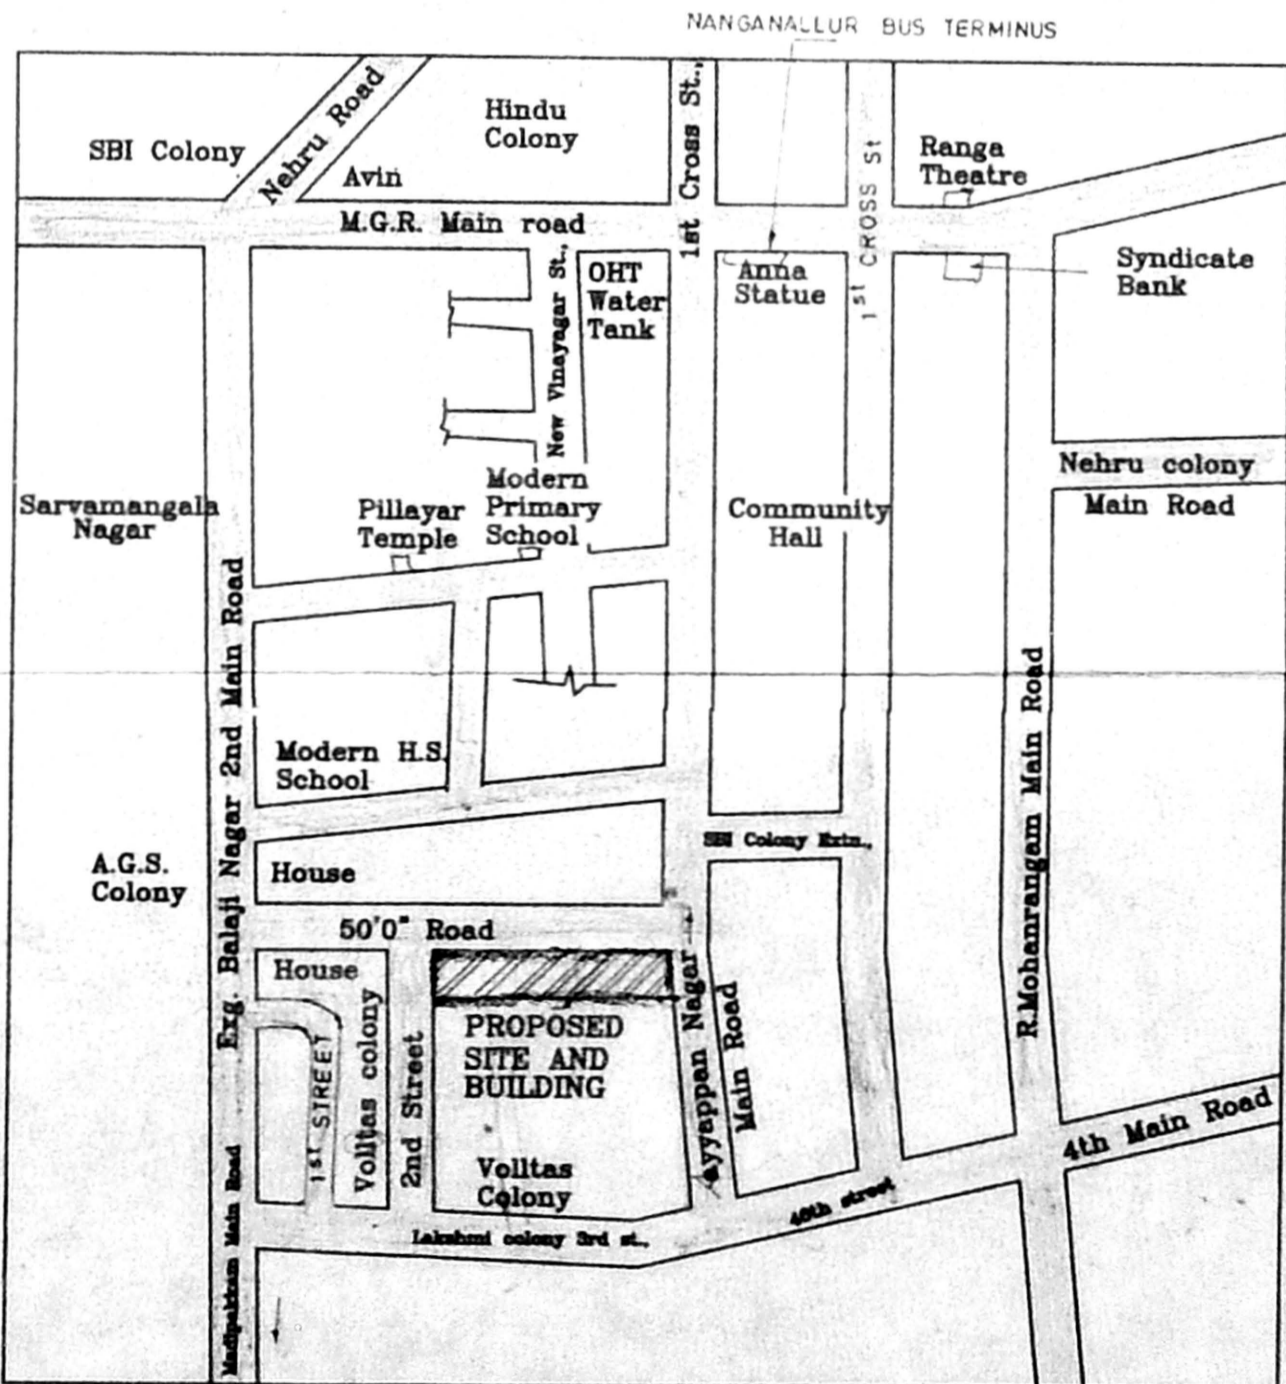 NANGANALLUR BUS TERMINUS
SBI Colony
Nehru Road
Hindu
Colony
Avin
M.G.R. Main road
1st Cross St.,
1st CROSS St
Ranga
Theatre
Syndicate
Bank
Anna
Statue
OHT
Water
Tank
New Vinayagar St.,
Nehru colony
Main Road
Sarvamangala
Nagar
Pillayar
Temple
Modern
Primary
School
Community
Hall
Exg. Balaji Nagar 2nd Main Road
Modern H.S.
School
R.Mohanrangam Main Road
SBI Colony Extn.,
A.G.S.
Colony
House
50'0" Road
House
1st STREET
Volltas colony
2nd Street
PROPOSED
SITE AND
BUILDING
Volltas
Colony
Ayyappan Nagar
Main Road
4th Main Road
48th street
Lakshmi colony 3rd st.,
Madipakkam Main Road